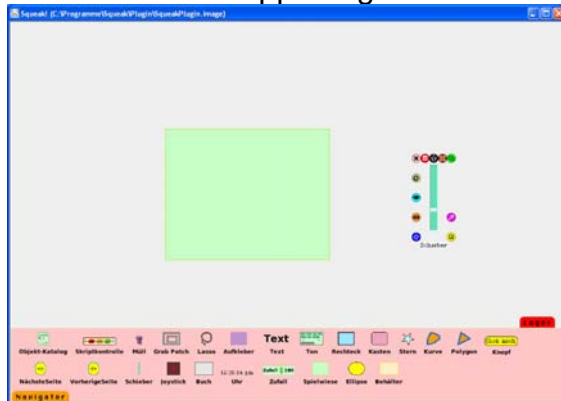 Squeak! (C:\Programme\Squeak\Plugin\SqueakPlugin.image)
Schieber
Lager
Text
Objekt-Katalog Skriptkontrolle Müll Grab Patch Lasso Aufkleber Text Ton Rechteck Kasten Stern Kurve Polygon Knopf
NächsteSeite VorherigeSeite Schieber Joystick Buch Uhr Zufall Spielwiese Ellipse Behälter
Navigator